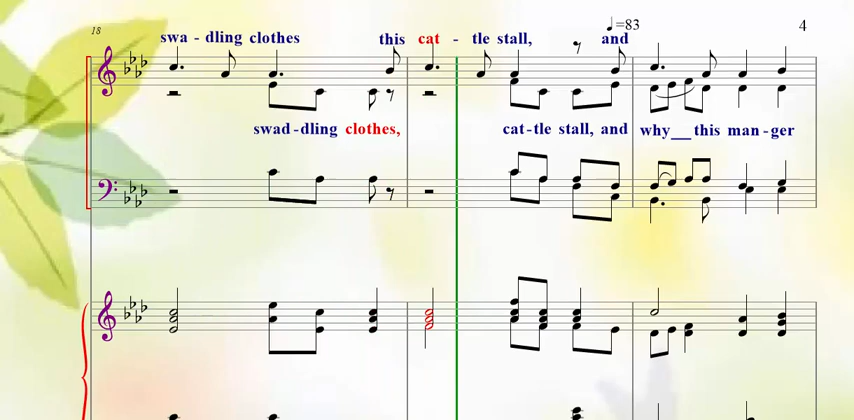 ♩=83
4
18
swa - dling clothes this cat - tle stall, and
swad-dling clothes, cat-tle stall, and why__ this man-ger